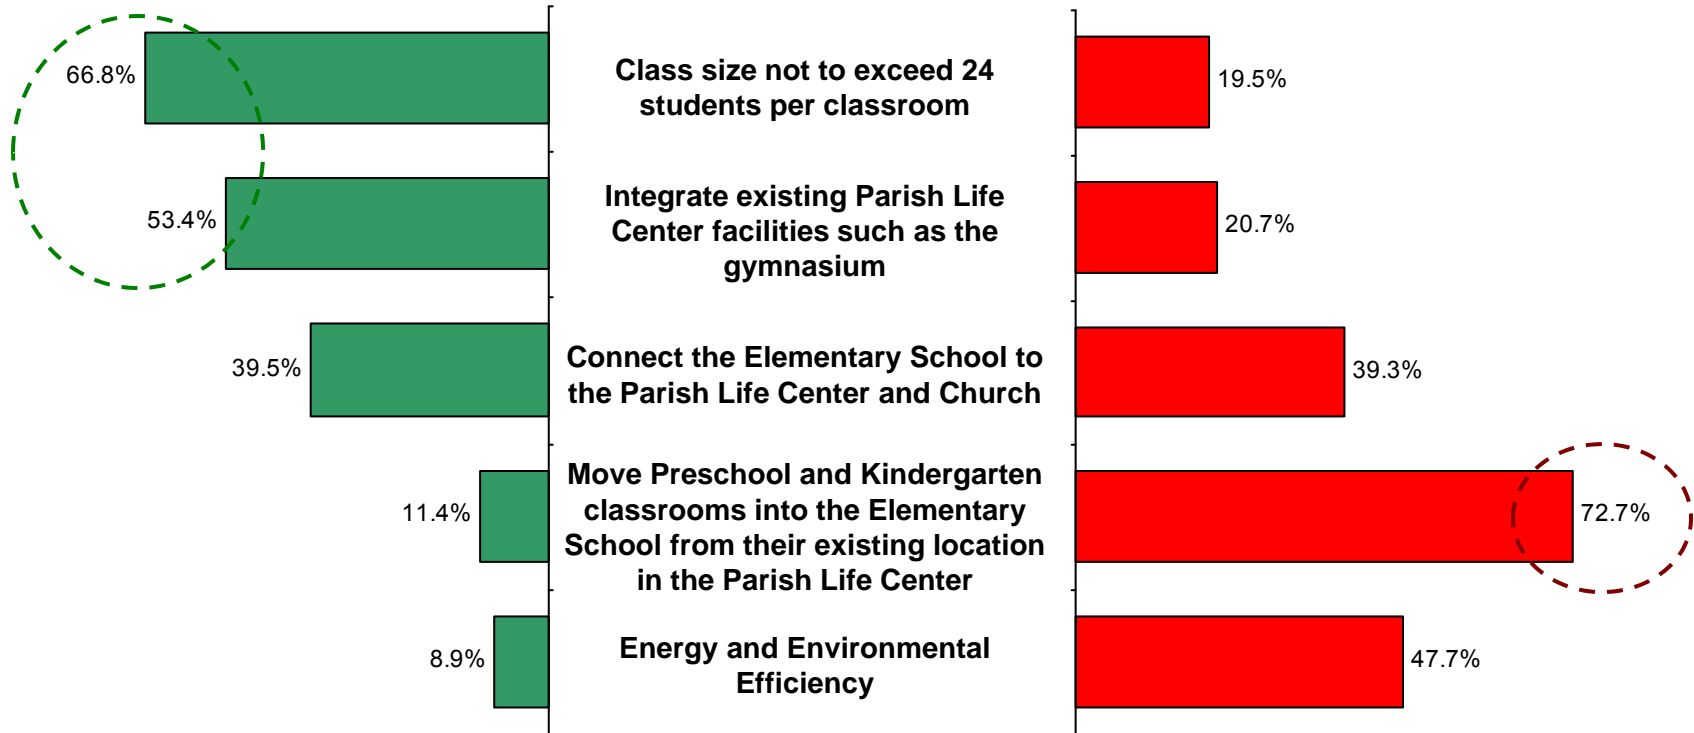 66.8%
Class size not to exceed 24
students per classroom
19.5%
53.4%
Integrate existing Parish Life
Center facilities such as the
gymnasium
20.7%
39.5%
Connect the Elementary School to
the Parish Life Center and Church
39.3%
11.4%
Move Preschool and Kindergarten
classrooms into the Elementary
School from their existing location
in the Parish Life Center
72.7%
8.9%
Energy and Environmental
Efficiency
47.7%